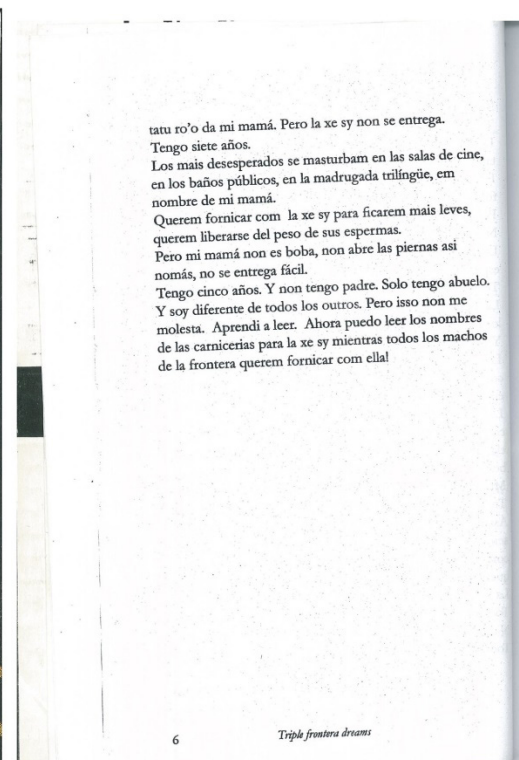 tatu ro'o da mi mamá. Pero la xe sy non se entrega.
Tengo siete años.
Los mais desesperados se masturbam en las salas de cine,
en los baños públicos, en la madrugada trilíngüe, em
nombre de mi mamá.
Querem fornicar com la xe sy para ficarem mais leves,
querem liberarse del peso de sus espermas.
Pero mi mamá non es boba, non abre las piernas asi
nomás, no se entrega fácil.
Tengo cinco años. Y non tengo padre. Solo tengo abuelo.
Y soy diferente de todos los outros. Pero isso non me
molesta. Aprendi a leer. Ahora puedo leer los nombres
de las carnicerias para la xe sy mientras todos los machos
de la frontera querem fornicar com ella!
6 Triple frontera dreams